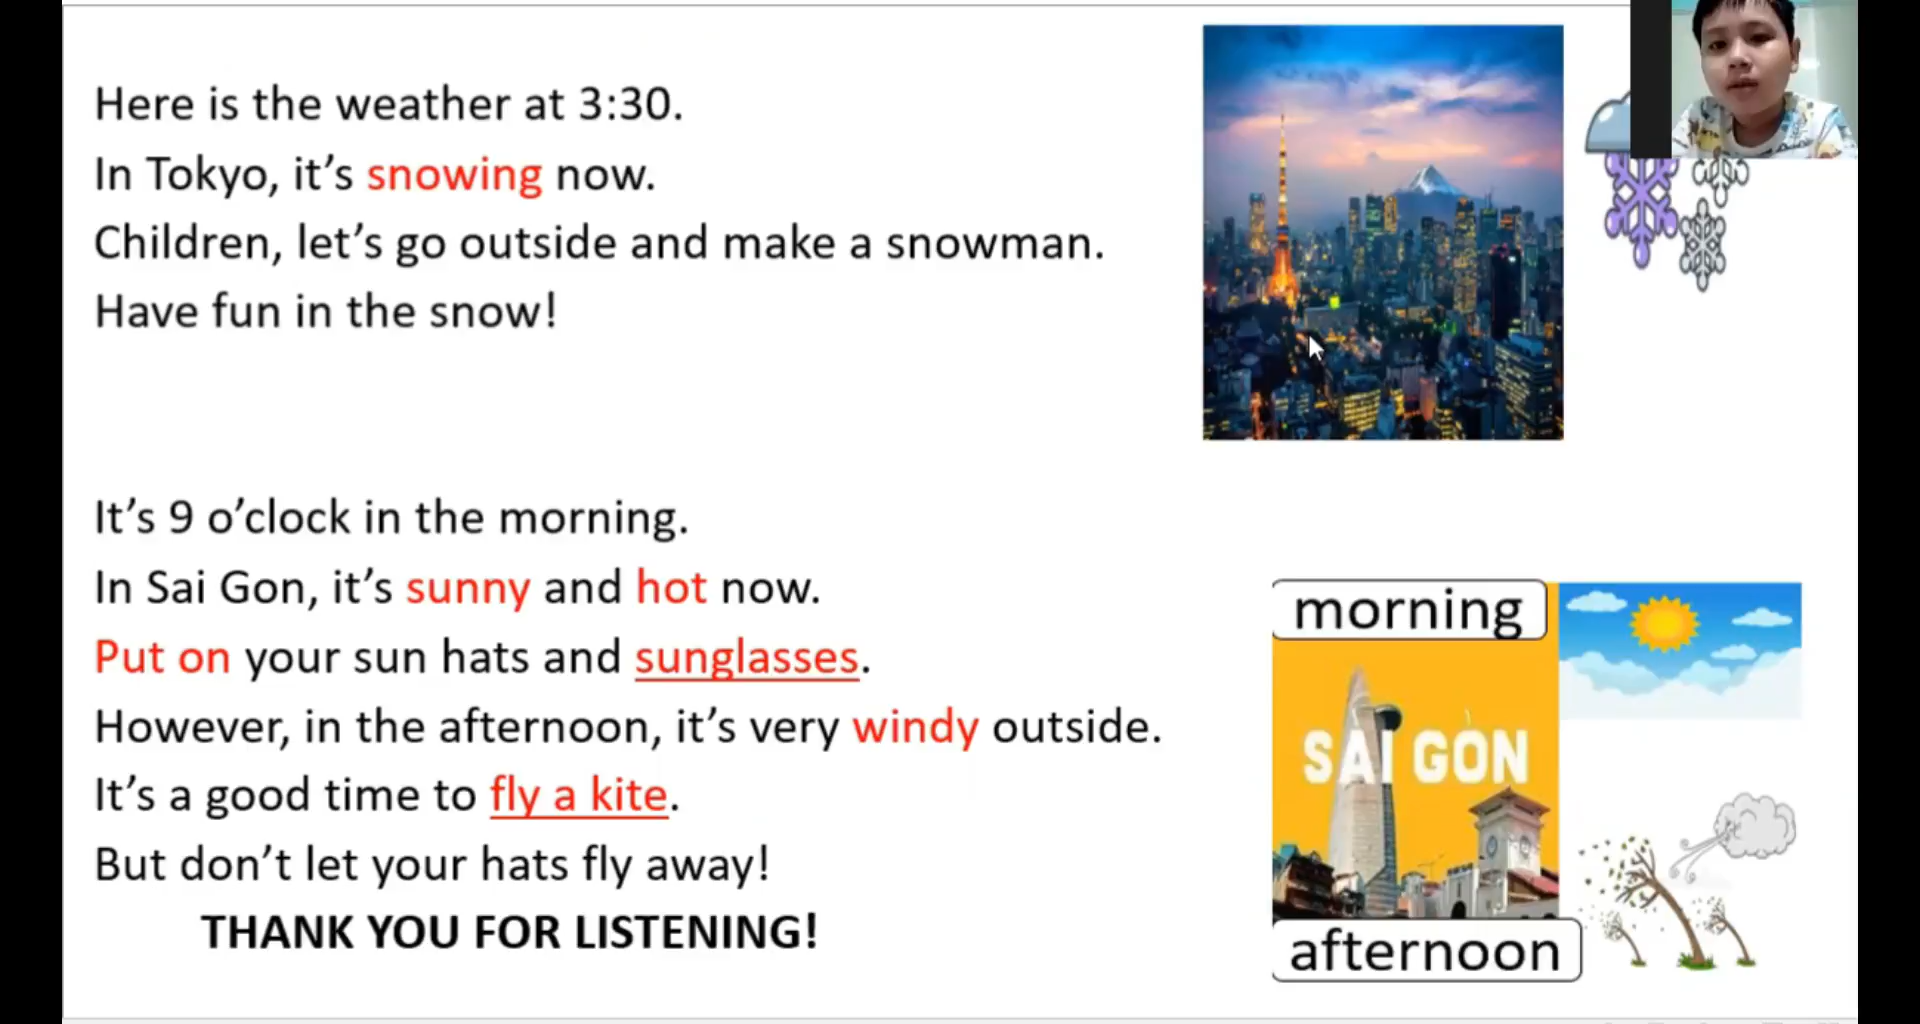 Here is the weather at 3:30.
In Tokyo, it’s snowing now.
Children, let’s go outside and make a snowman.
Have fun in the snow!
It’s 9 o’clock in the morning.
In Sai Gon, it’s sunny and hot now.
Put on your sun hats and sunglasses.
However, in the afternoon, it’s very windy outside.
It’s a good time to fly a kite.
But don’t let your hats fly away!
THANK YOU FOR LISTENING!
morning
SÀI GÒN
afternoon